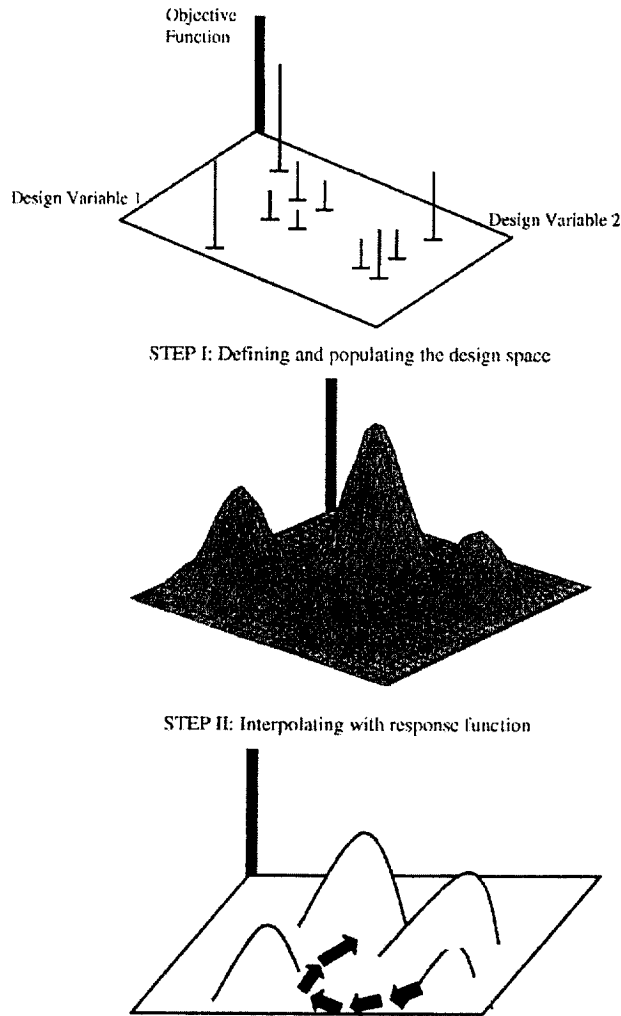 Objective
Function
Design Variable 1
Design Variable 2
STEP I: Defining and populating the design space
STEP II: Interpolating with response function